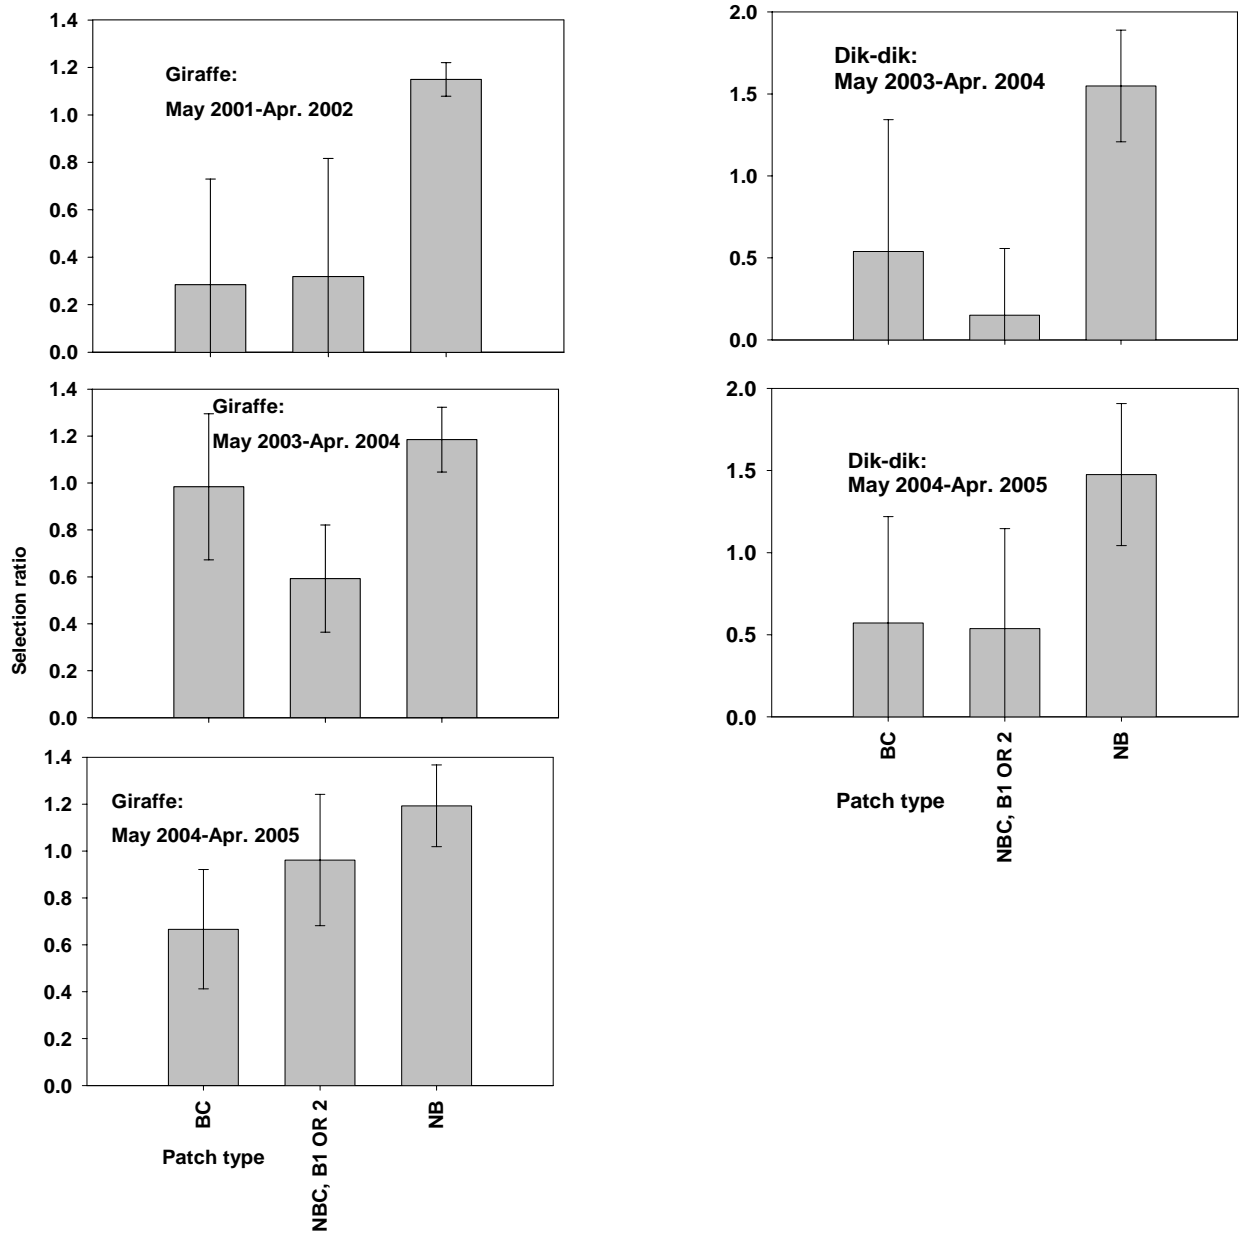 1.4
1.2
1.0
0.8
0.6
0.4
0.2
0.0
Giraffe:
May 2001-Apr. 2002
2.0
1.5
1.0
0.5
0.0
Dik-dik:
May 2003-Apr. 2004
Selection ratio
1.4
1.2
1.0
0.8
0.6
0.4
0.2
0.0
Giraffe:
May 2003-Apr. 2004
2.0
1.5
1.0
0.5
0.0
Dik-dik:
May 2004-Apr. 2005
BC
NBC, B1 OR 2
NB
Patch type
1.4
1.2
1.0
0.8
0.6
0.4
0.2
0.0
Giraffe:
May 2004-Apr. 2005
BC
NBC, B1 OR 2
NB
Patch type